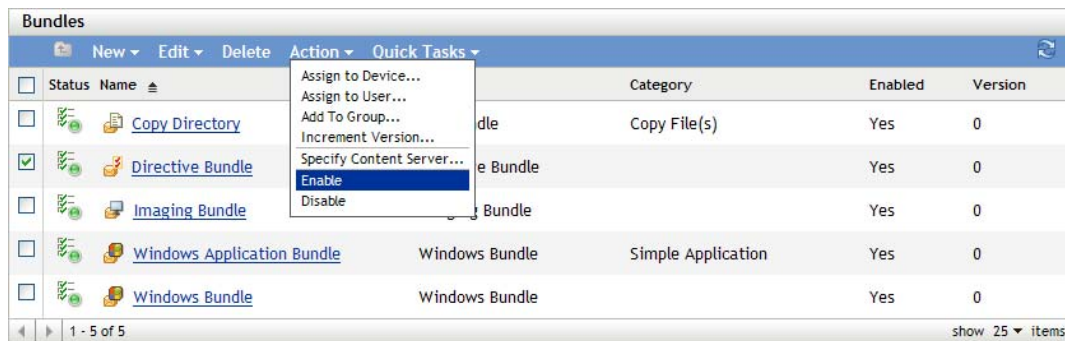 Bundles
New Edit Delete Action Quick Tasks
Status Name Category Enabled Version
Assign to Device...
Assign to User...
Add To Group...
Increment Version...
Specify Content Server...
Enable
Disable
Copy Directory dle Copy File(s) Yes 0
Directive Bundle e Bundle Yes 0
Imaging Bundle Bundle Yes 0
Windows Application Bundle Windows Bundle Simple Application Yes 0
Windows Bundle Windows Bundle Yes 0
1 - 5 of 5 show 25 items